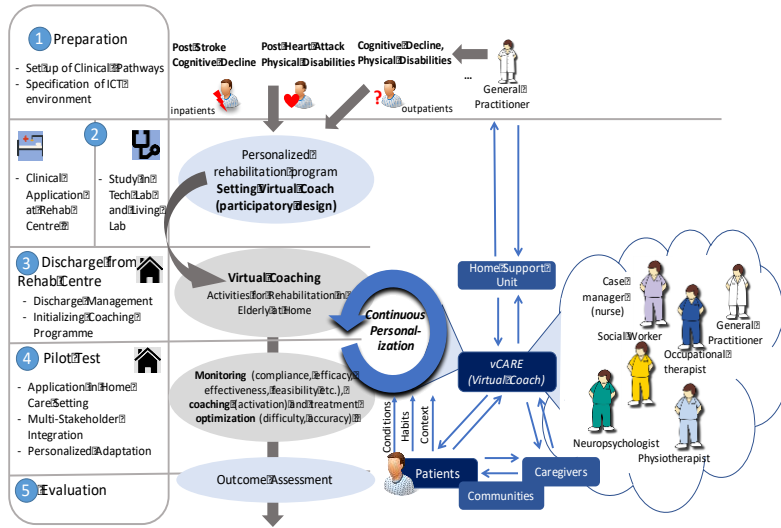 1 Preparation
- Set up of Clinical Pathways
- Specification of ICT
environment
Post Stroke
Cognitive Decline
Post Heart Attack
Physical Disabilities
Cognitive Decline,
Physical Disabilities
...
General
Practitioner
inpatients
?
outpatients
2
- Clinical
Application
at Rehab
Centre
- Study in
Tech Lab
and Living
Lab
Personalized
rehabilitation program
Setting Virtual Coach
(participatory design)
3 Discharge from
Rehab Centre
- Discharge Management
- Initializing Coaching
Programme
Virtual Coaching
Activities for Rehabilitation in
Elderly at Home
Continuous
Personal-
ization
Home Support
Unit
vCARE
(Virtual Coach)
Case
manager
(nurse)
Social Worker
General
Practitioner
Occupational
therapist
Neuropsychologist
Physiotherapist
4 Pilot Test
- Application in Home
Care Setting
- Multi-Stakeholder
Integration
- Personalized Adaptation
Monitoring (compliance, efficacy,
effectiveness, feasibility etc.),
coaching (activation) and treatment
optimization (difficulty, accuracy)
Conditions
Habits
Context
Patients
Caregivers
Communities
5 Evaluation
Outcome Assessment